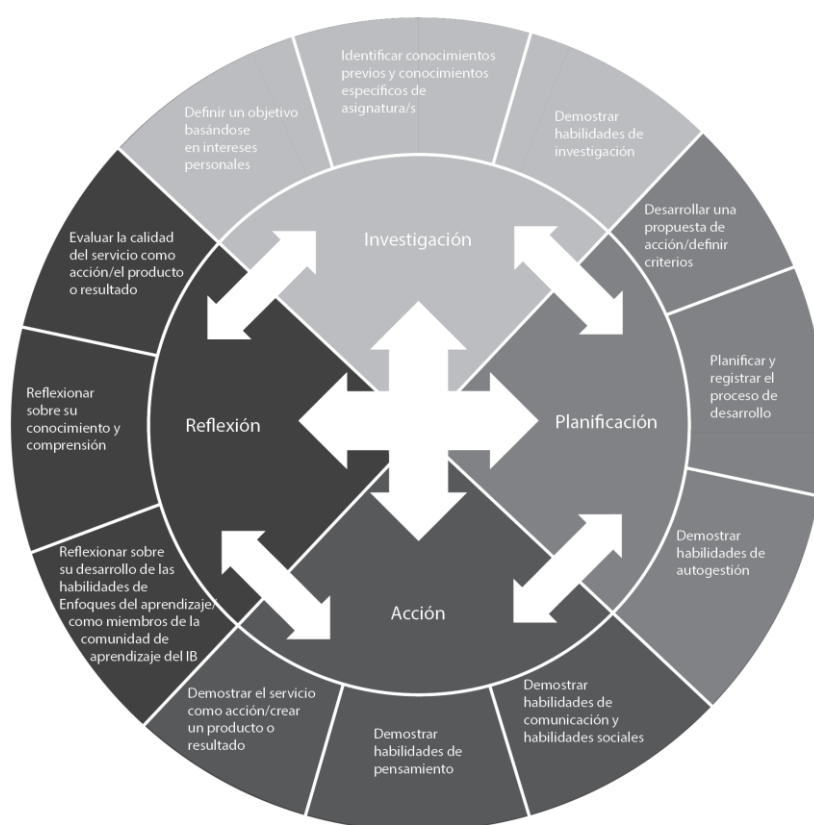 Identificar conocimientos
previos y conocimientos
específicos de
asignatura/s
Definir un objetivo
basándose
en intereses
personales
Demostrar
habilidades de
investigación
Desarrollar una
propuesta de
acción/definir
criterios
Planificar y
registrar el
proceso de
desarrollo
Demostrar
habilidades de
autogestión
Demostrar
habilidades de
comunicación y
habilidades sociales
Demostrar
habilidades de
pensamiento
Demostrar el servicio
como acción/crear
un producto o
resultado
Reflexionar sobre
su desarrollo de las
habilidades de
Enfoques del aprendizaje/
como miembros de la
comunidad de
aprendizaje del IB
Reflexionar
sobre su
conocimiento y
comprensión
Evaluar la calidad
del servicio como
acción/el producto
o resultado
Investigación
Planificación
Acción
Reflexión